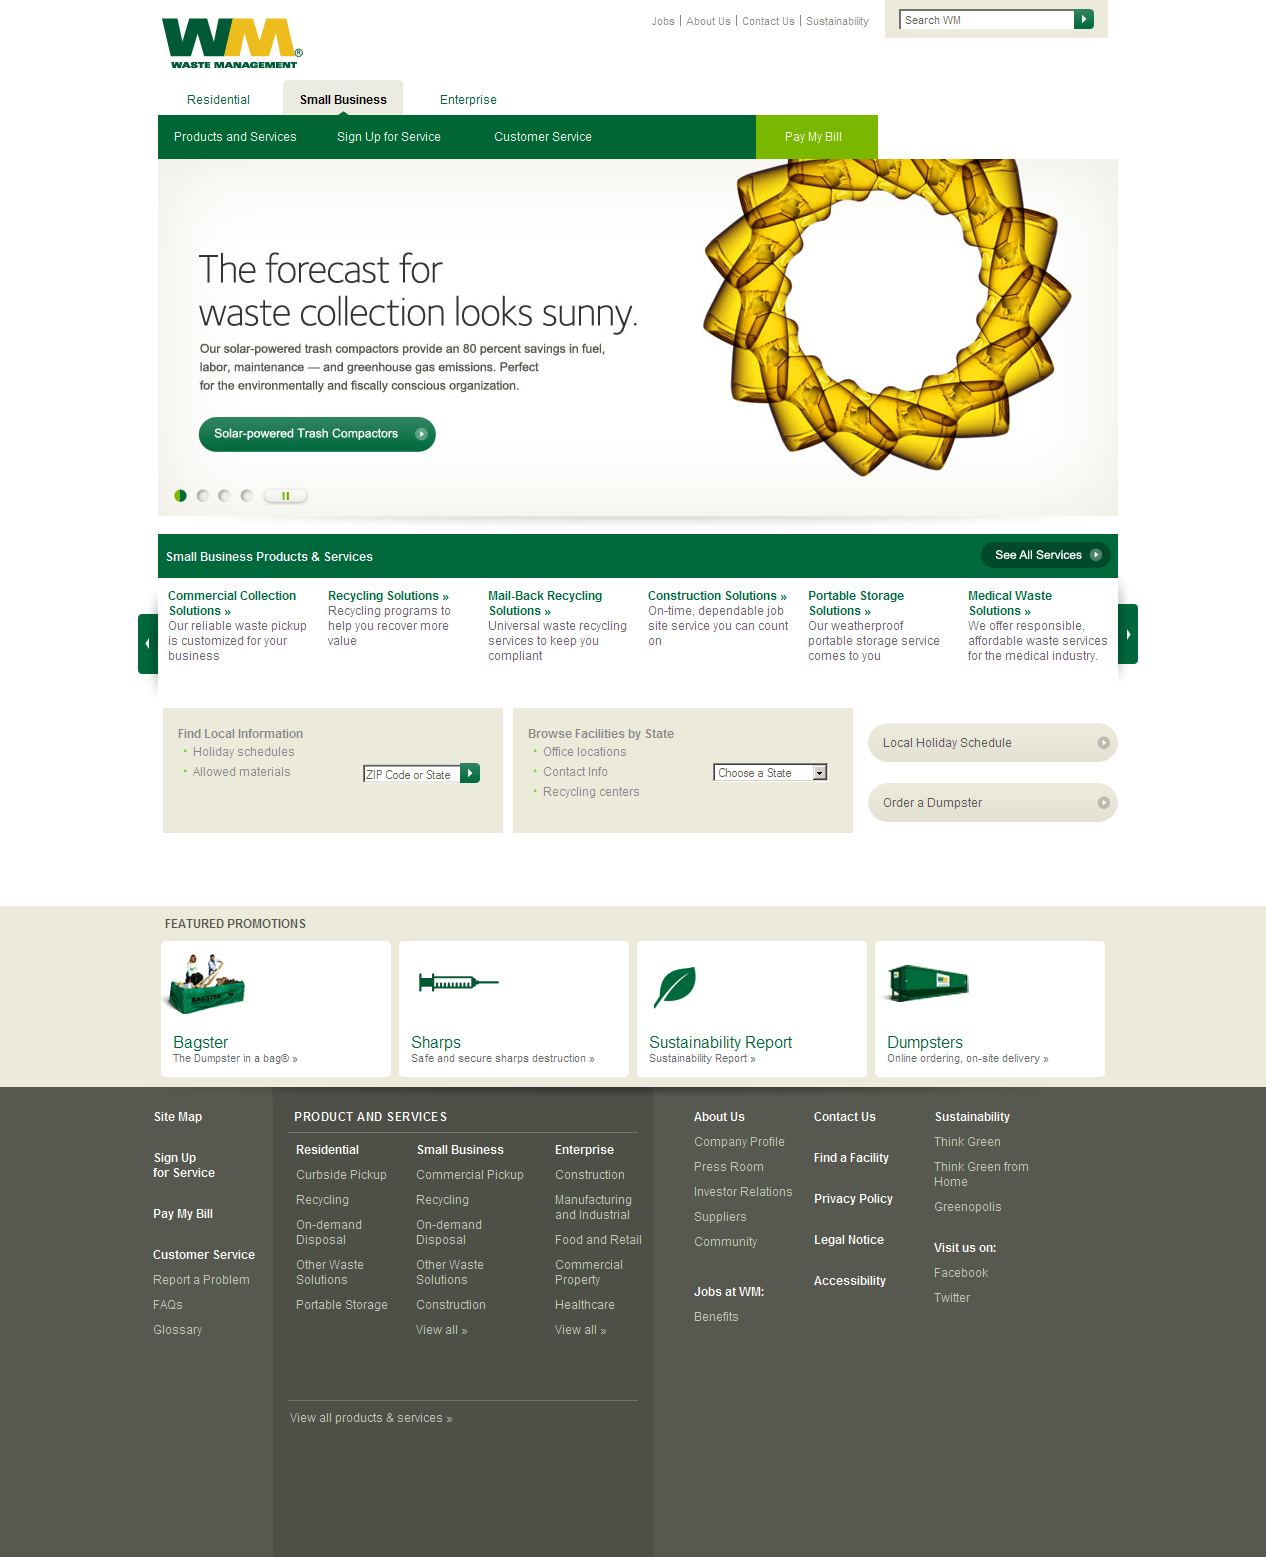 Jobs | About Us | Contact Us | Sustainability
Search WM
WM®
WASTE MANAGEMENT
Residential
Small Business
Enterprise
Products and Services
Sign Up for Service
Customer Service
Pay My Bill
The forecast for
waste collection looks sunny.
Our solar-powered trash compactors provide an 80 percent savings in fuel,
labor, maintenance — and greenhouse gas emissions. Perfect
for the environmentally and fiscally conscious organization.
Solar-powered Trash Compactors
Small Business Products & Services
See All Services
Commercial Collection
Solutions »
Our reliable waste pickup
is customized for your
business
Recycling Solutions »
Recycling programs to
help you recover more
value
Mail-Back Recycling
Solutions »
Universal waste recycling
services to keep you
compliant
Construction Solutions »
On-time, dependable job
site service you can count
on
Portable Storage
Solutions »
Our weatherproof
portable storage service
comes to you
Medical Waste
Solutions »
We offer responsible,
affordable waste services
for the medical industry.
Find Local Information
• Holiday schedules
• Allowed materials
ZIP Code or State
Browse Facilities by State
• Office locations
• Contact Info
• Recycling centers
Choose a State
Local Holiday Schedule
Order a Dumpster
FEATURED PROMOTIONS
BAGSTER
Bagster
The Dumpster in a bag® »
Sharps
Safe and secure sharps destruction »
Sustainability Report
Sustainability Report »
Dumpsters
Online ordering, on-site delivery »
Site Map
Sign Up
for Service
Pay My Bill
Customer Service
Report a Problem
FAQs
Glossary
PRODUCT AND SERVICES
Residential
Curbside Pickup
Recycling
On-demand
Disposal
Other Waste
Solutions
Portable Storage
Small Business
Commercial Pickup
Recycling
On-demand
Disposal
Other Waste
Solutions
Construction
View all »
Enterprise
Construction
Manufacturing
and Industrial
Food and Retail
Commercial
Property
Healthcare
View all »
View all products & services »
About Us
Company Profile
Press Room
Investor Relations
Suppliers
Community
Jobs at WM:
Benefits
Contact Us
Find a Facility
Privacy Policy
Legal Notice
Accessibility
Sustainability
Think Green
Think Green from
Home
Greenopolis
Visit us on:
Facebook
Twitter